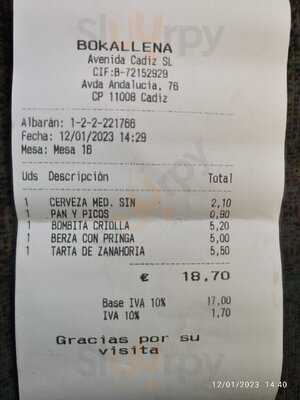 BOKALLENA
Avenida Cadiz SL
CIF:B-72152929
Avda Andalucia, 76
CP 11008 Cadiz
Albarán: 1-2-2-221766
Fecha: 12/01/2023 14:29
Mesa: Mesa 16
Uds Descripción Total
1 CERVEZA MED. SIN 2,10
1 PAN Y PICOS 0,90
1 BOMBITA CRIOLLA 5,20
1 BERZA CON PRINGA 5,00
1 TARTA DE ZANAHORIA 5,50
€ 18,70
Base IVA 10% 17,00
IVA 10% 1,70
Gracias por su
visita
12/01/2023 14:40